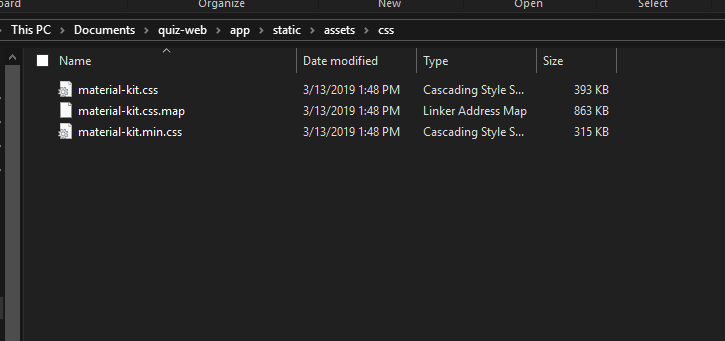 Organize New Open Select
This PC Documents quiz-web app static assets css
Name Date modified Type Size
material-kit.css 3/13/2019 1:48 PM Cascading Style S... 393 KB
material-kit.css.map 3/13/2019 1:48 PM Linker Address Map 863 KB
material-kit.min.css 3/13/2019 1:48 PM Cascading Style S... 315 KB